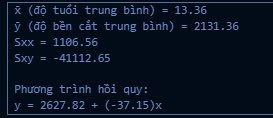 x̄ (độ tuổi trung bình) = 13.36
ȳ (độ bền cắt trung bình) = 2131.36
Sxx = 1106.56
Sxy = -41112.65
Phương trình hồi quy:
y = 2627.82 + (-37.15)x